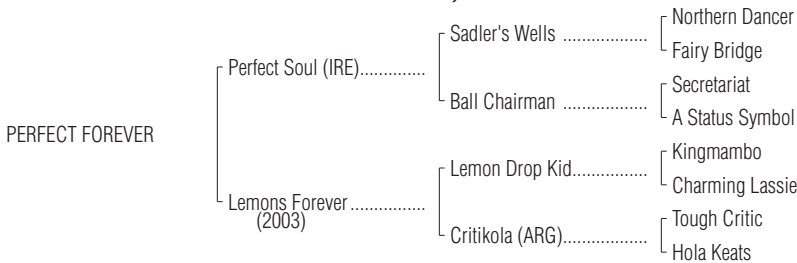 Northern Dancer
Sadler's Wells ..................
Fairy Bridge
Perfect Soul (IRE)..............
Secretariat
Ball Chairman ..................
A Status Symbol
PERFECT FOREVER
Kingmambo
Lemon Drop Kid................
Charming Lassie
Lemons Forever ................
(2003)
Tough Critic
Critikola (ARG)..................
Hola Keats